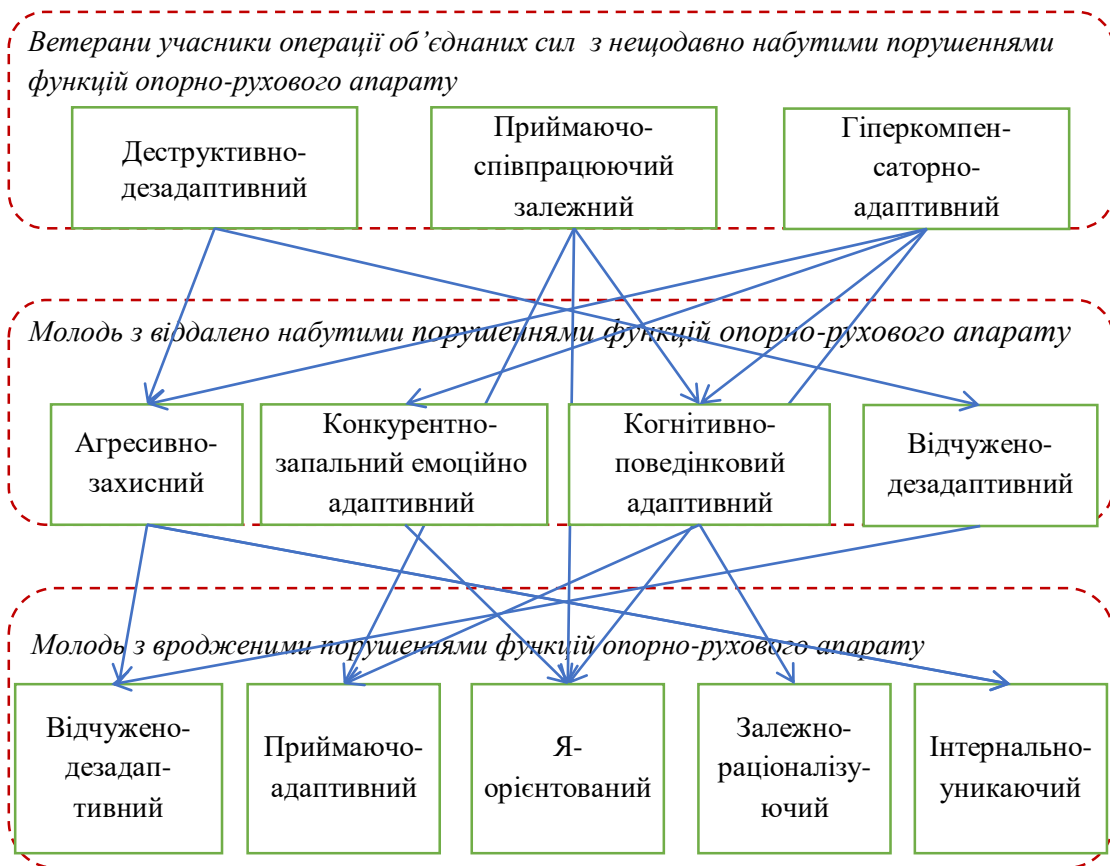 Ветерани учасники операції об’єднаних сил з нещодавно набутими порушеннями
функцій опорно-рухового апарату
Деструктивно-
дезадаптивний
Приймаючо-
співпрацюючий
залежний
Гіперкомпен-
саторно-
адаптивний
Молодь з віддалено набутими порушеннями функцій опорно-рухового апарату
Агресивно-
захисний
Конкурентно-
запальний емоційно
адаптивний
Когнітивно-
поведінковий
адаптивний
Відчужено-
дезадаптивний
Молодь з вродженими порушеннями функцій опорно-рухового апарату
Відчужено-
дезадап-
тивний
Приймаючо-
адаптивний
Я-
орієнтований
Залежно-
раціоналізу-
ючий
Інтернально-
уникаючий